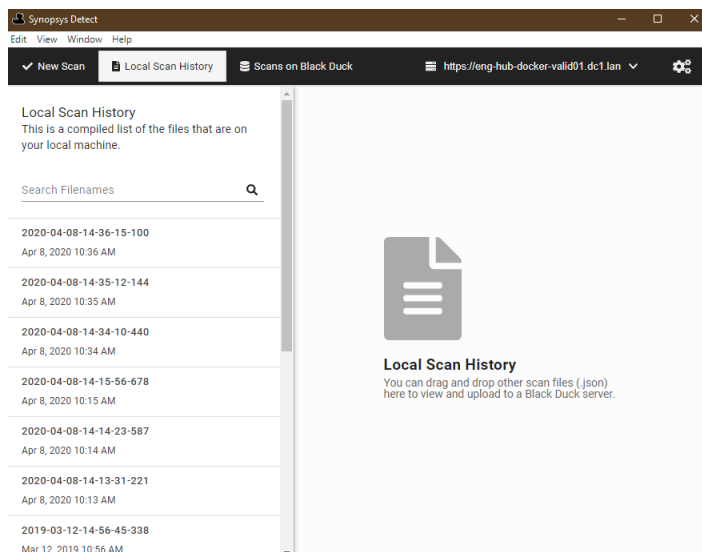 Synopsys Detect
Edit View Window Help
New Scan Local Scan History Scans on Black Duck https://eng-hub-docker-valid01.dc1.lan
Local Scan History
This is a compiled list of the files that are on
your local machine.
Search Filenames
2020-04-08-14-36-15-100
Apr 8, 2020 10:36 AM
2020-04-08-14-35-12-144
Apr 8, 2020 10:35 AM
2020-04-08-14-34-10-440
Apr 8, 2020 10:34 AM
2020-04-08-14-15-56-678
Apr 8, 2020 10:15 AM
2020-04-08-14-14-23-587
Apr 8, 2020 10:14 AM
2020-04-08-14-13-31-221
Apr 8, 2020 10:13 AM
2019-03-12-14-56-45-338
Mar 12, 2019 10:56 AM
Local Scan History
You can drag and drop other scan files (.json)
here to view and upload to a Black Duck server.